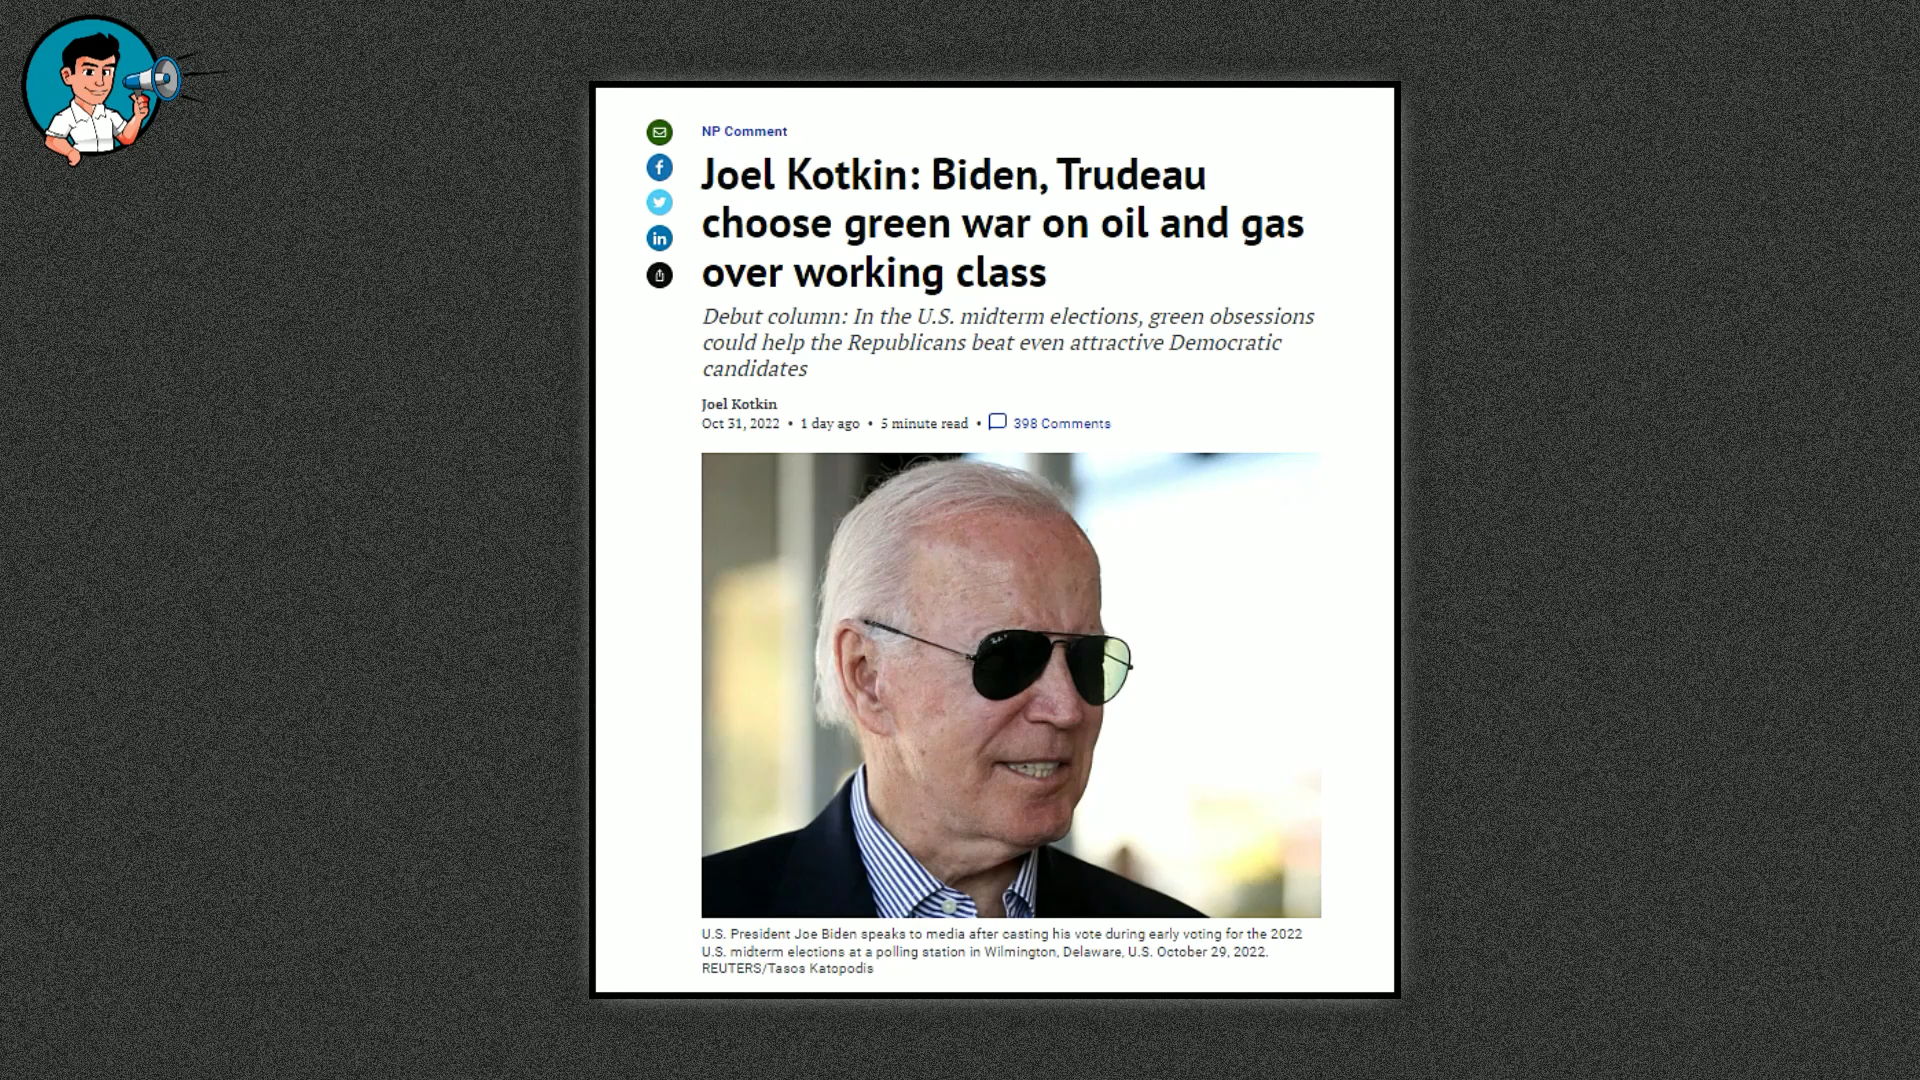 NP Comment
Joel Kotkin: Biden, Trudeau
choose green war on oil and gas
over working class
Debut column: In the U.S. midterm elections, green obsessions
could help the Republicans beat even attractive Democratic
candidates
Joel Kotkin
Oct 31, 2022 • 1 day ago • 5 minute read • 398 Comments
U.S. President Joe Biden speaks to media after casting his vote during early voting for the 2022
U.S. midterm elections at a polling station in Wilmington, Delaware, U.S. October 29, 2022.
REUTERS/Tasos Katopodis